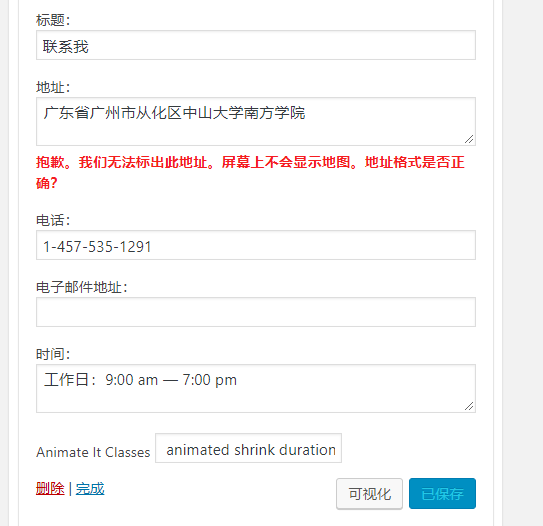 标题：
联系我
地址：
广东省广州市从化区中山大学南方学院
抱歉。我们无法标出此地址。屏幕上不会显示地图。地址格式是否正
确？
电话：
1-457-535-1291
电子邮件地址：
时间：
工作日：9:00 am — 7:00 pm
Animate It Classes animated shrink duration
删除 | 完成 可视化 已保存